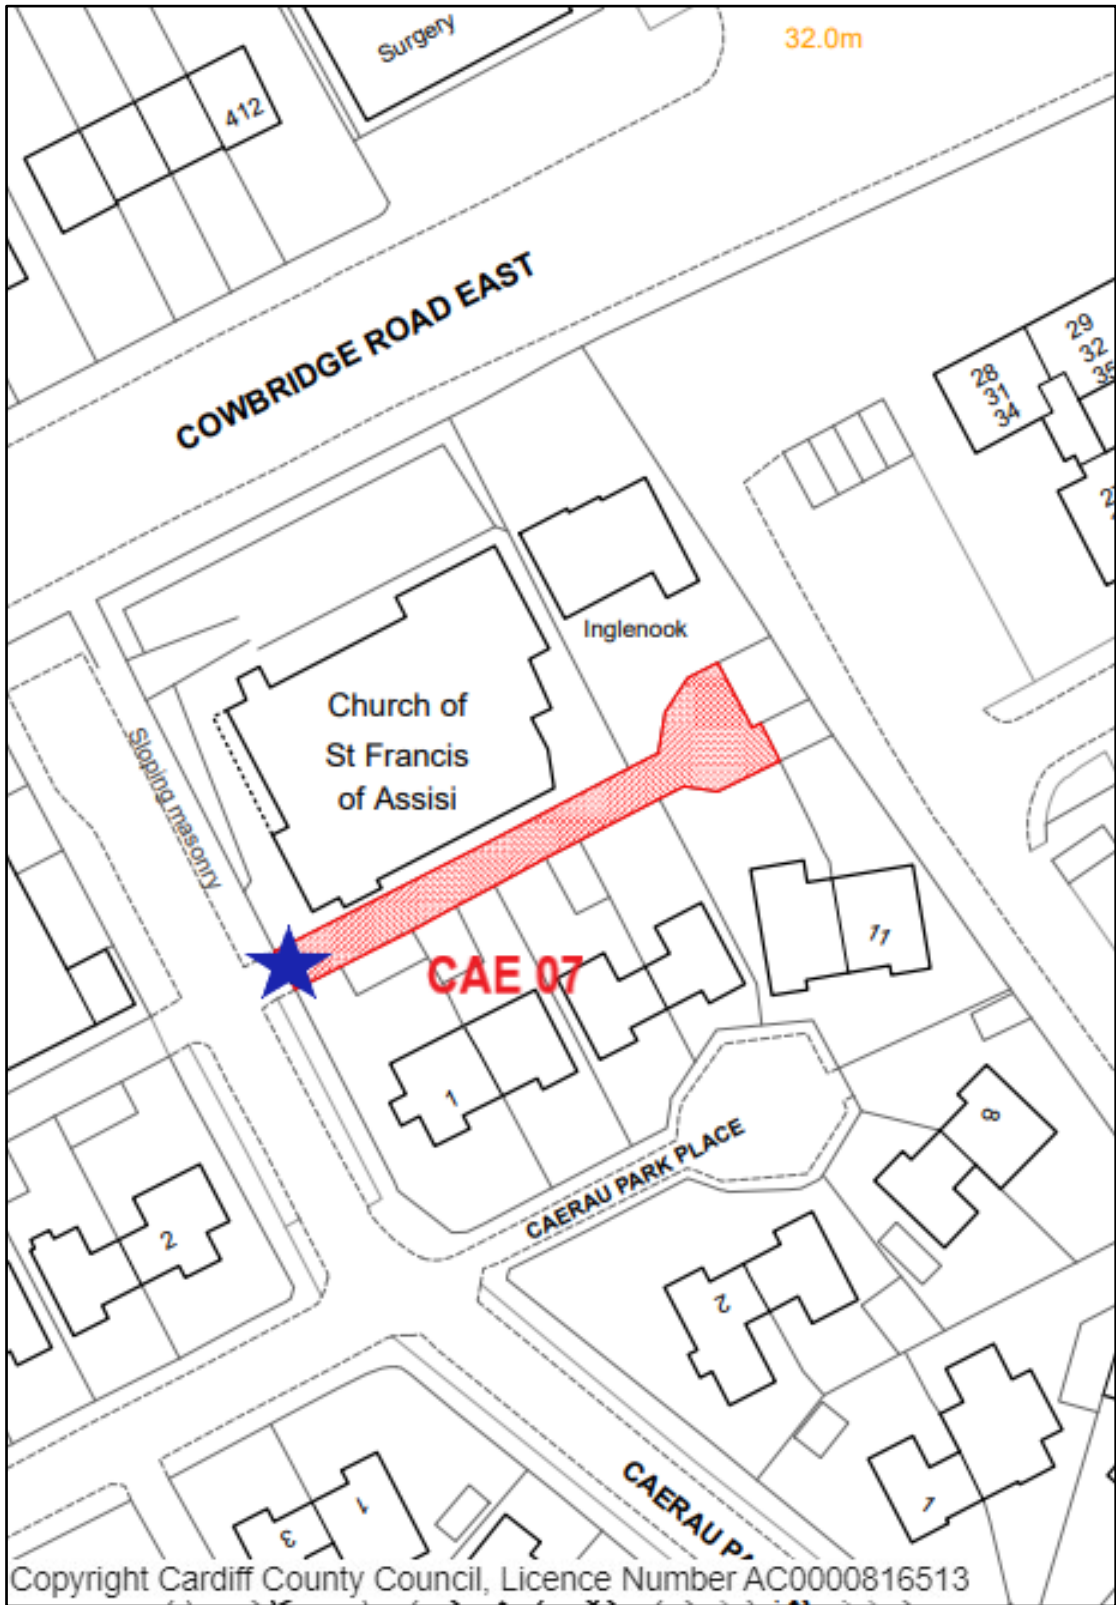 Surgery
32.0m
412
COWBRIDGE ROAD EAST
29
32
35
28
31
34
Inglenook
Church of
St Francis
of Assisi
Sloping masonry
11
CAE 07
1
8
CAERAU PARK PLACE
2
2
1
1
3
CAERAU PA
Copyright Cardiff County Council, Licence Number AC0000816513